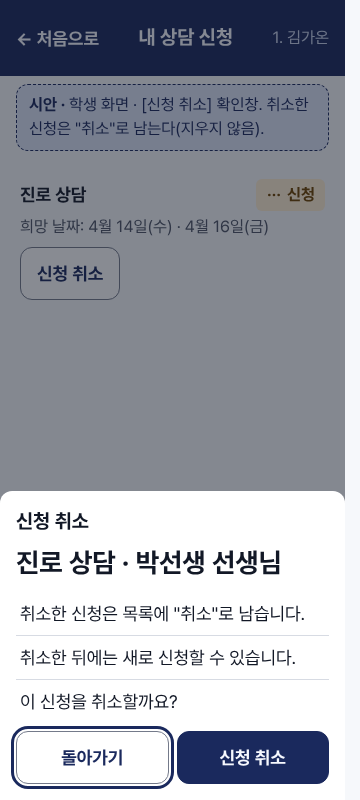 ← 처음으로
내 상담 신청
1. 김가온
시안 · 학생 화면 · [신청 취소] 확인창. 취소한
신청은 "취소"로 남는다(지우지 않음).
진로 상담
··· 신청
희망 날짜: 4월 14일(수) · 4월 16일(금)
신청 취소
신청 취소
진로 상담 · 박선생 선생님
취소한 신청은 목록에 "취소"로 남습니다.
취소한 뒤에는 새로 신청할 수 있습니다.
이 신청을 취소할까요?
돌아가기
신청 취소